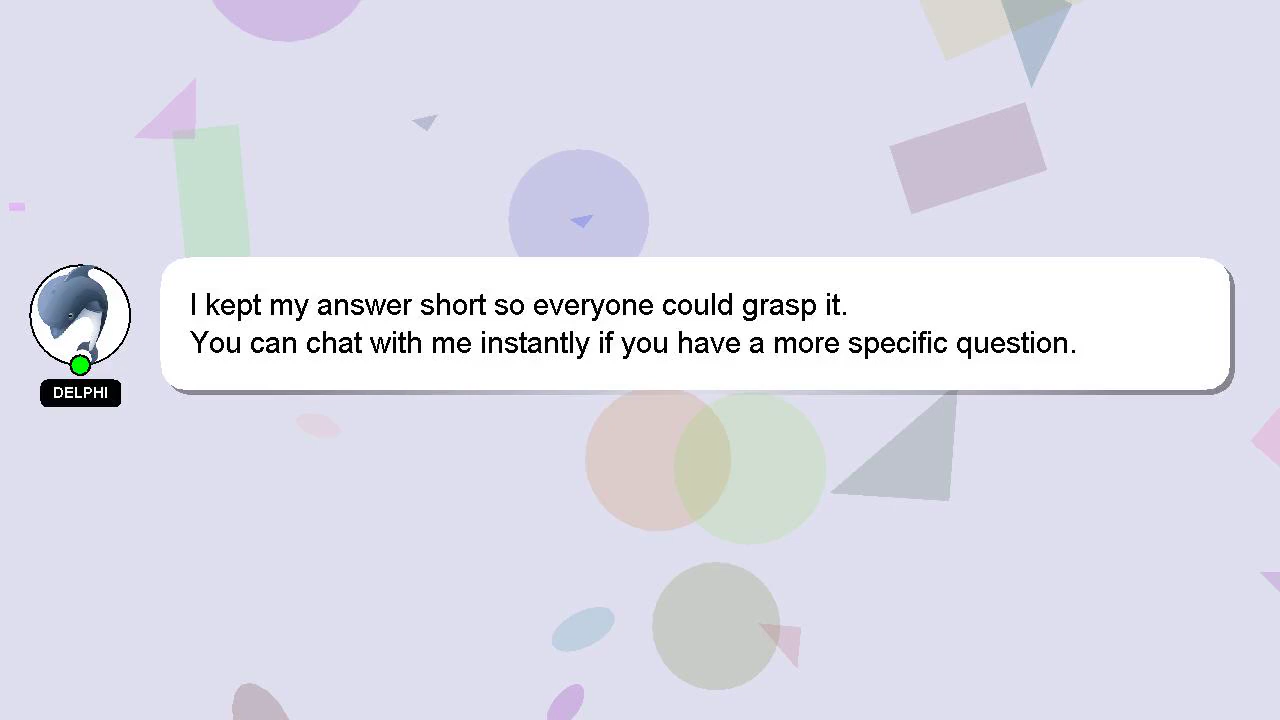 I kept my answer short so everyone could grasp it.
You can chat with me instantly if you have a more specific question.
DELPHI